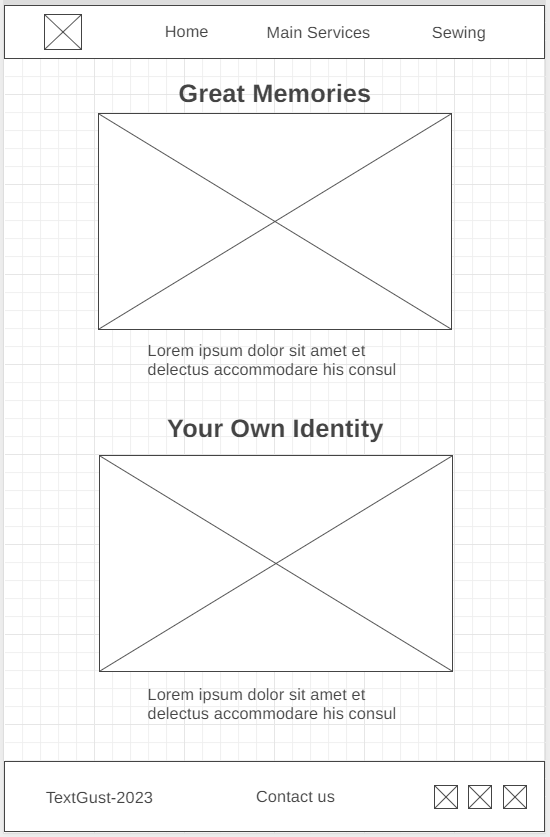 Home Main Services Sewing
Great Memories
Lorem ipsum dolor sit amet et
delectus accommodare his consul
Your Own Identity
Lorem ipsum dolor sit amet et
delectus accommodare his consul
TextGust-2023 Contact us